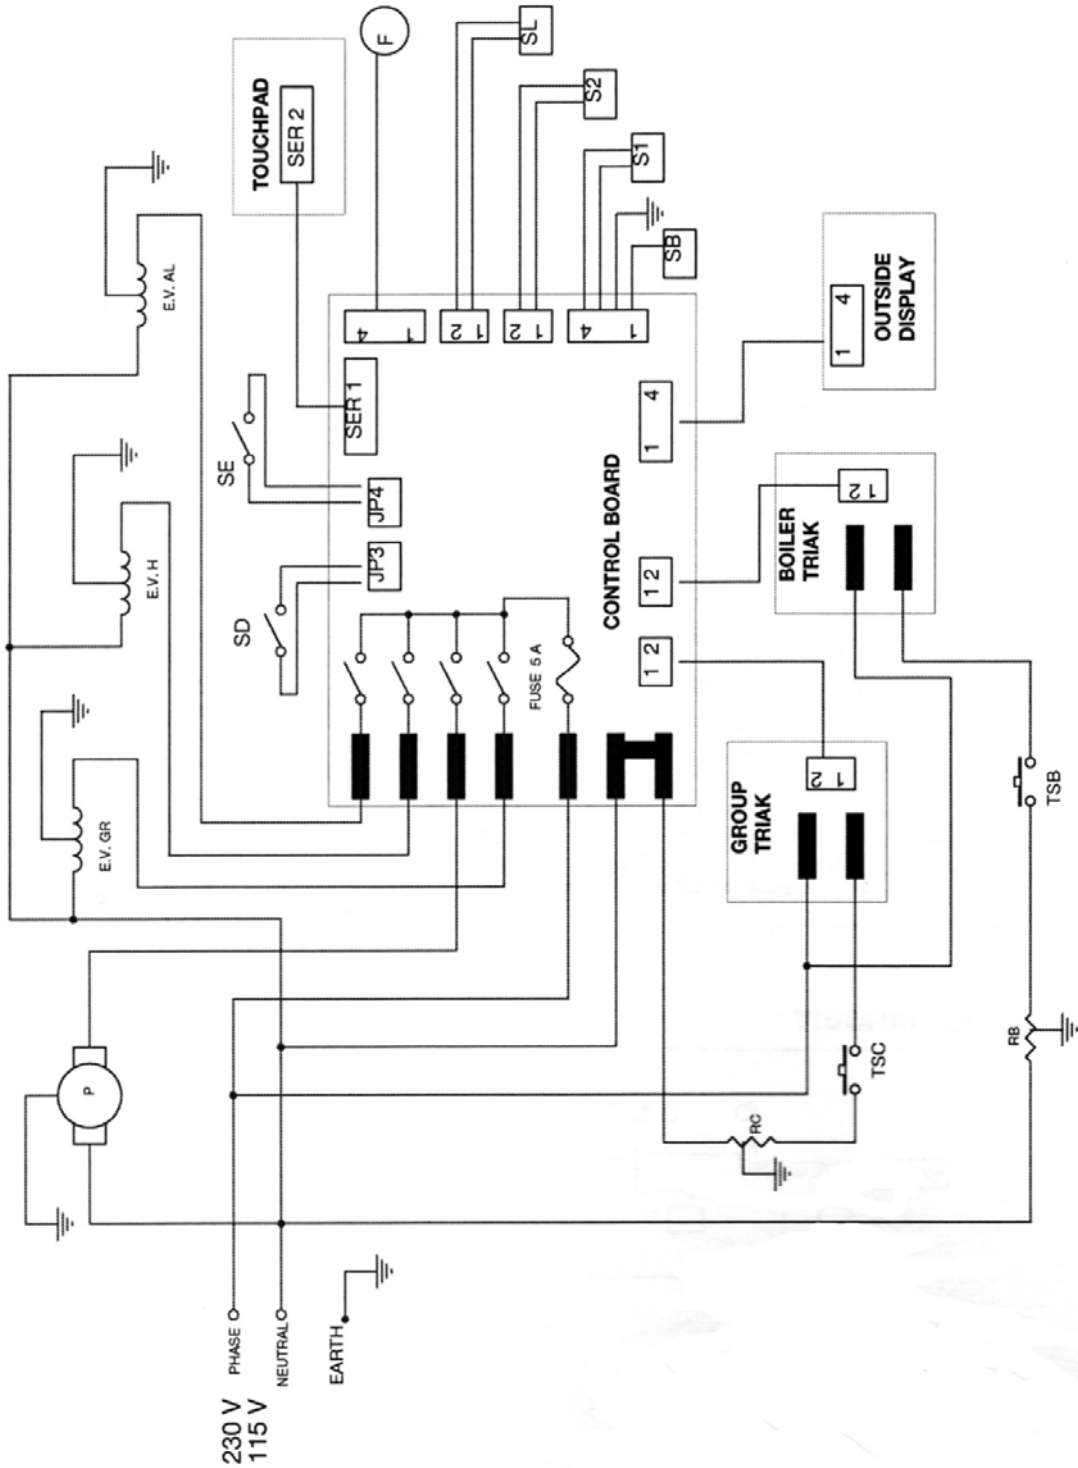 F
SL
S2
S1
SB
TOUCHPAD
SER 2
E.V. AL
E.V. H
E.V. GR
SE
SD
SER 1
JP4
JP3
4 1
1 2
1 2
4 1
FUSE 5 A
CONTROL BOARD
1 4
1 2
1 2
OUTSIDE
DISPLAY
1 4
BOILER
TRIAK
1 2
GROUP
TRIAK
1 2
TSB
RB
TSC
RC
P
230 V
115 V
PHASE
NEUTRAL
EARTH